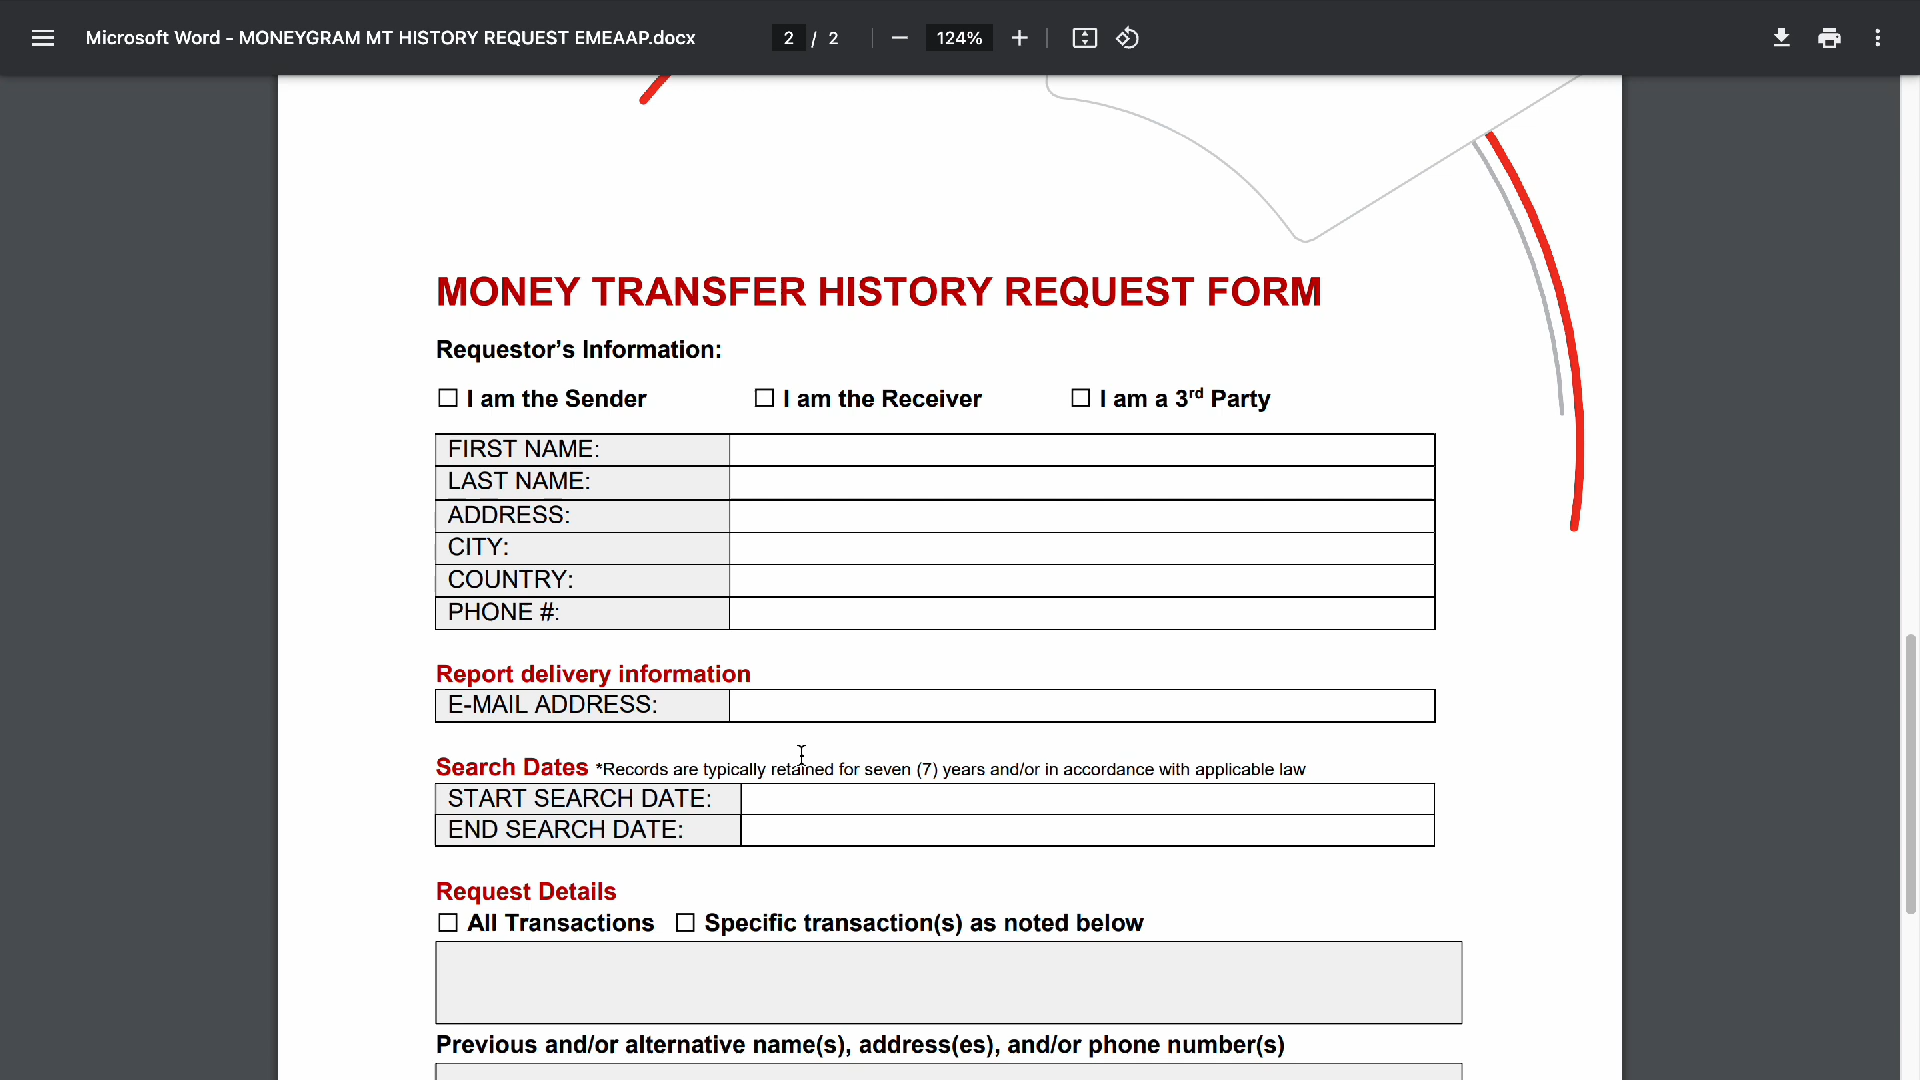 Microsoft Word - MONEYGRAM MT HISTORY REQUEST EMEAAP.docx 2 / 2 124%
MONEY TRANSFER HISTORY REQUEST FORM
Requestor’s Information:
☐ I am the Sender ☐ I am the Receiver ☐ I am a 3rd Party
FIRST NAME:
LAST NAME:
ADDRESS:
CITY:
COUNTRY:
PHONE #:
Report delivery information
E-MAIL ADDRESS:
Search Dates *Records are typically retained for seven (7) years and/or in accordance with applicable law
START SEARCH DATE:
END SEARCH DATE:
Request Details
☐ All Transactions ☐ Specific transaction(s) as noted below
Previous and/or alternative name(s), address(es), and/or phone number(s)